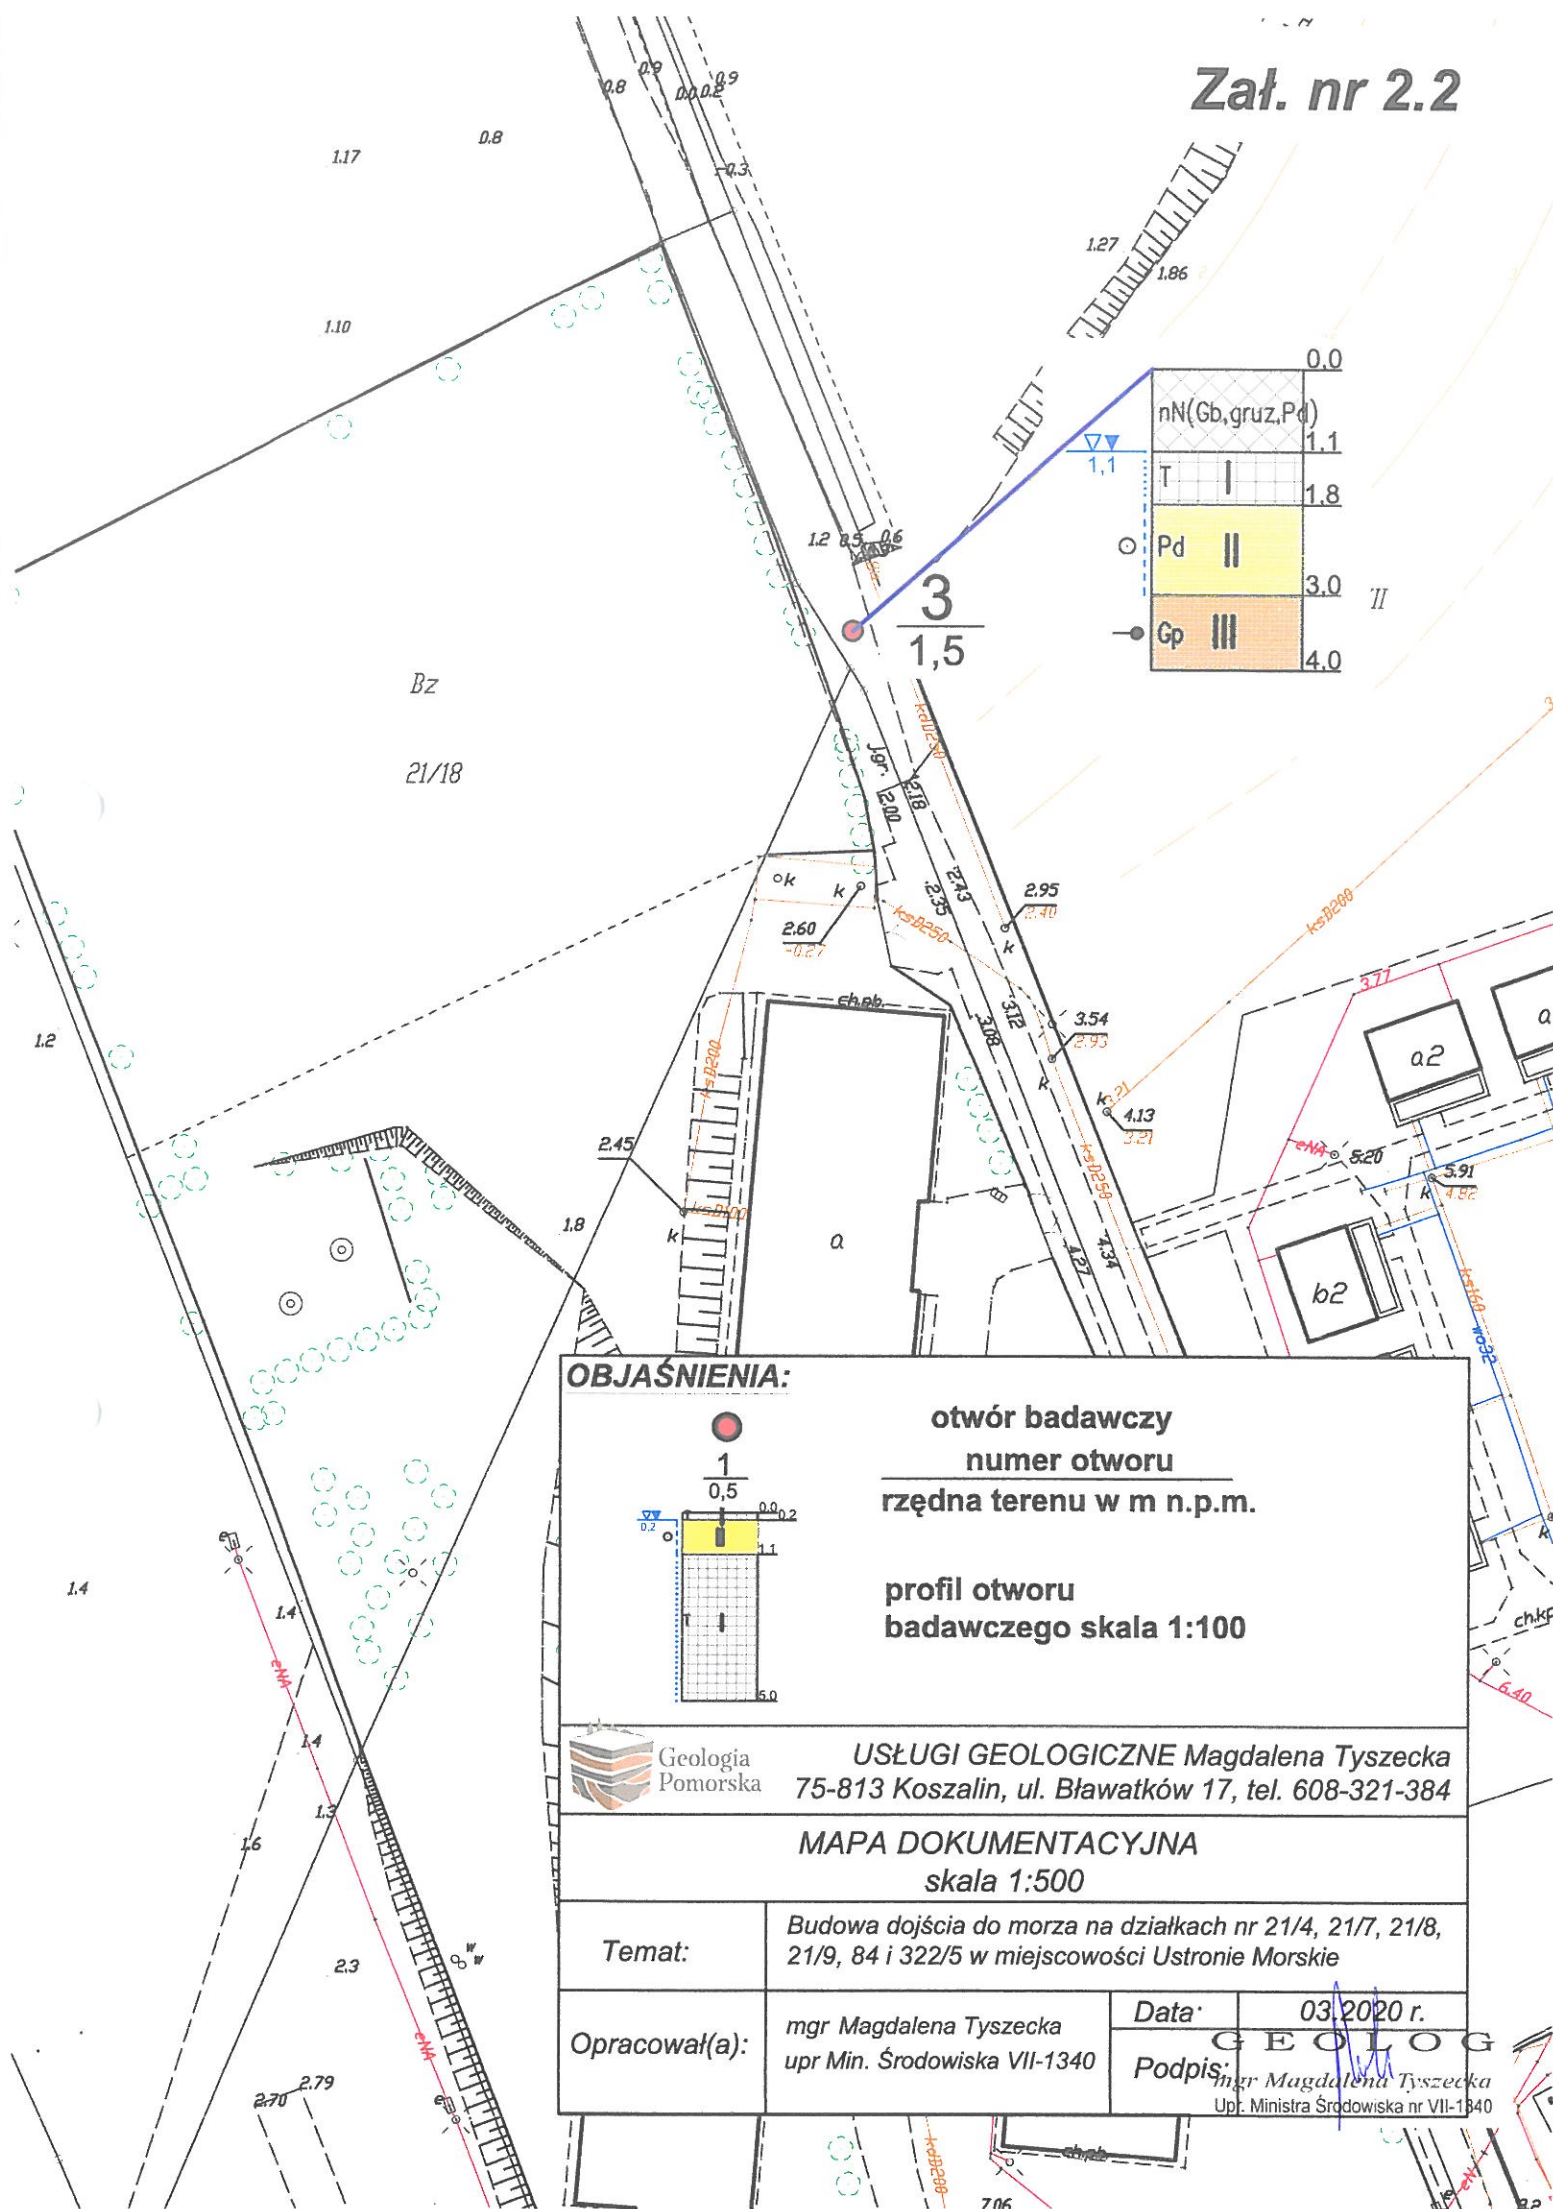 Zał. nr 2.2
0.8
0.9
0.9
0.8
1.17
-0.3
1.27
1.86
1.10
0,0
nN(Gb,gruz,Pd)
1,1
1,1
T I
1,8
Pd II
3,0
Gp III
4,0
1.2
0.5
0.6
3
1,5
Bz
21/18
kdD250
Jgr.
2.18
2.00
2.43
2.35
k
k
2.60
-0.27
ksD250
2.95
2.40
k
ksD200
3.77
ch.pb.
3.12
3.08
3.54
2.93
k
1.2
ksD200
a2
a
k
3.21
4.13
3.21
2.45
eNA
5.20
5.91
4.82
k
ksD250
ksD100
k
1.8
a
4.34
4.27
b2
ks160
wo32
OBJAŚNIENIA:
otwór badawczy
1
0,5
numer otworu
rzędna terenu w m n.p.m.
0.0
0.2
0.2
1.1
T I
5.0
profil otworu
badawczego skala 1:100
k
e
1.4
1.4
ch.kp
eNA
6.40
1.4
1.3
1.6
Geologia
Pomorska
USŁUGI GEOLOGICZNE Magdalena Tyszecka
75-813 Koszalin, ul. Bławatków 17, tel. 608-321-384
MAPA DOKUMENTACYJNA
skala 1:500
Temat:
Budowa dojścia do morza na działkach nr 21/4, 21/7, 21/8,
21/9, 84 i 322/5 w miejscowości Ustronie Morskie
w
w
2.3
Opracował(a):
mgr Magdalena Tyszecka
upr Min. Środowiska VII-1340
Data:
03.2020 r.
Podpis:
GEOLOG
mgr Magdalena Tyszecka
Upr. Ministra Środowiska nr VII-1340
eNA
2.70
2.79
e
ch.pb
kdD200
7.06
eN
8.2